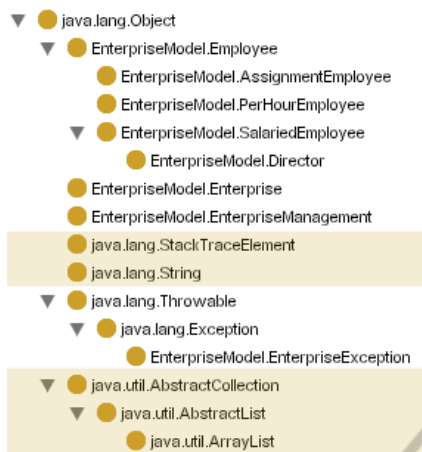 java.lang.Object
EnterpriseModel.Employee
EnterpriseModel.AssignmentEmployee
EnterpriseModel.PerHourEmployee
EnterpriseModel.SalariedEmployee
EnterpriseModel.Director
EnterpriseModel.Enterprise
EnterpriseModel.EnterpriseManagement
java.lang.StackTraceElement
java.lang.String
java.lang.Throwable
java.lang.Exception
EnterpriseModel.EnterpriseException
java.util.AbstractCollection
java.util.AbstractList
java.util.ArrayList